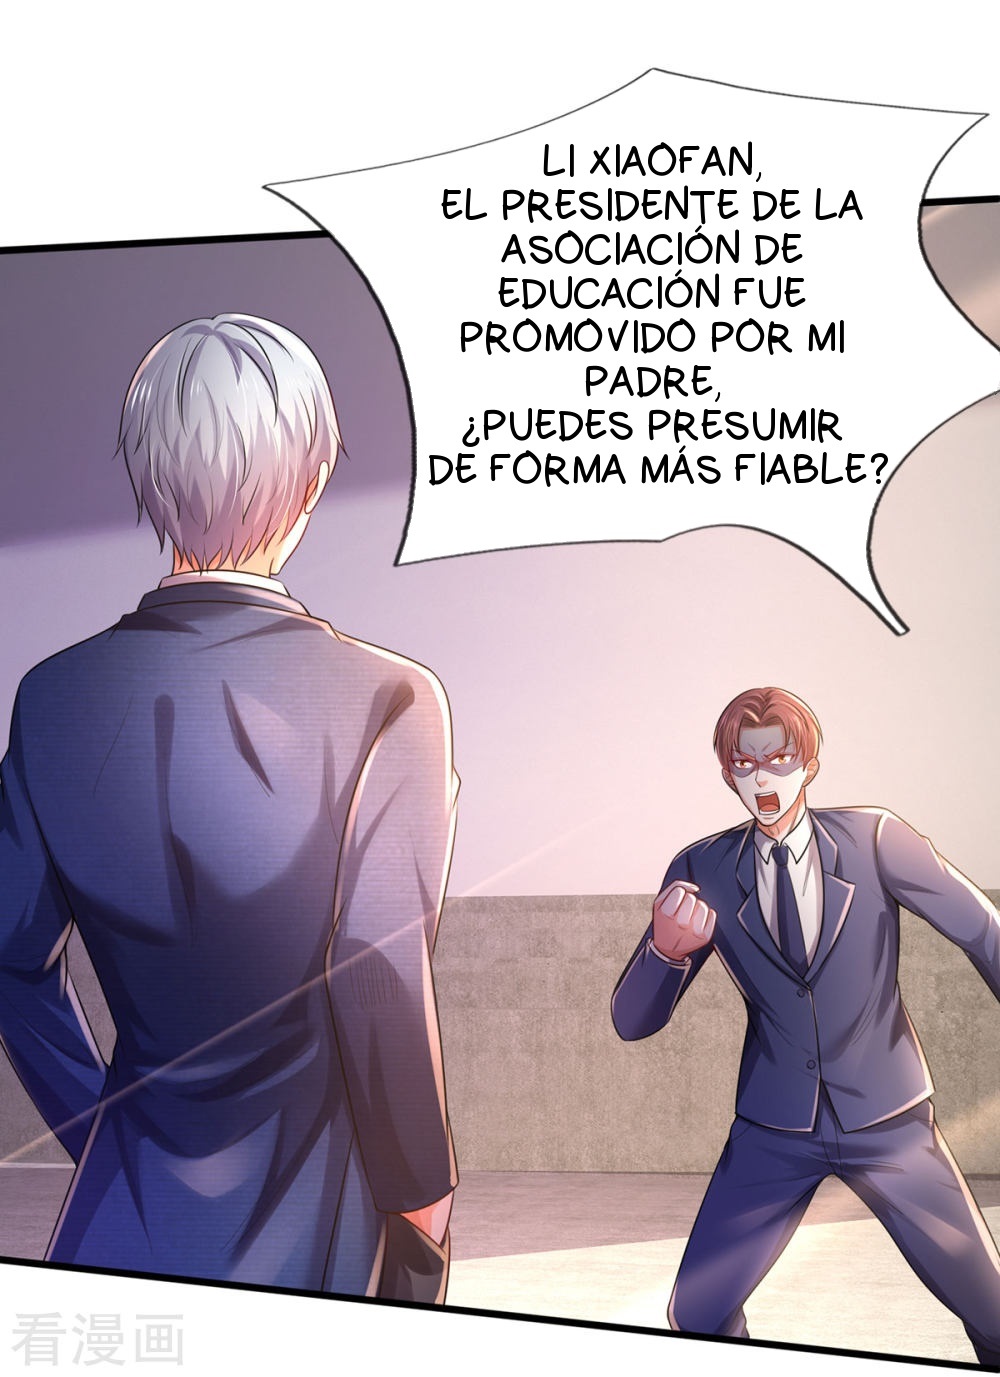 LI XIAOFAN,
EL PRESIDENTE DE LA
ASOCIACIÓN DE
EDUCACIÓN FUE
PROMOVIDO POR MI
PADRE,
¿PUEDES PRESUMIR
DE FORMA MÁS FIABLE?
看漫画